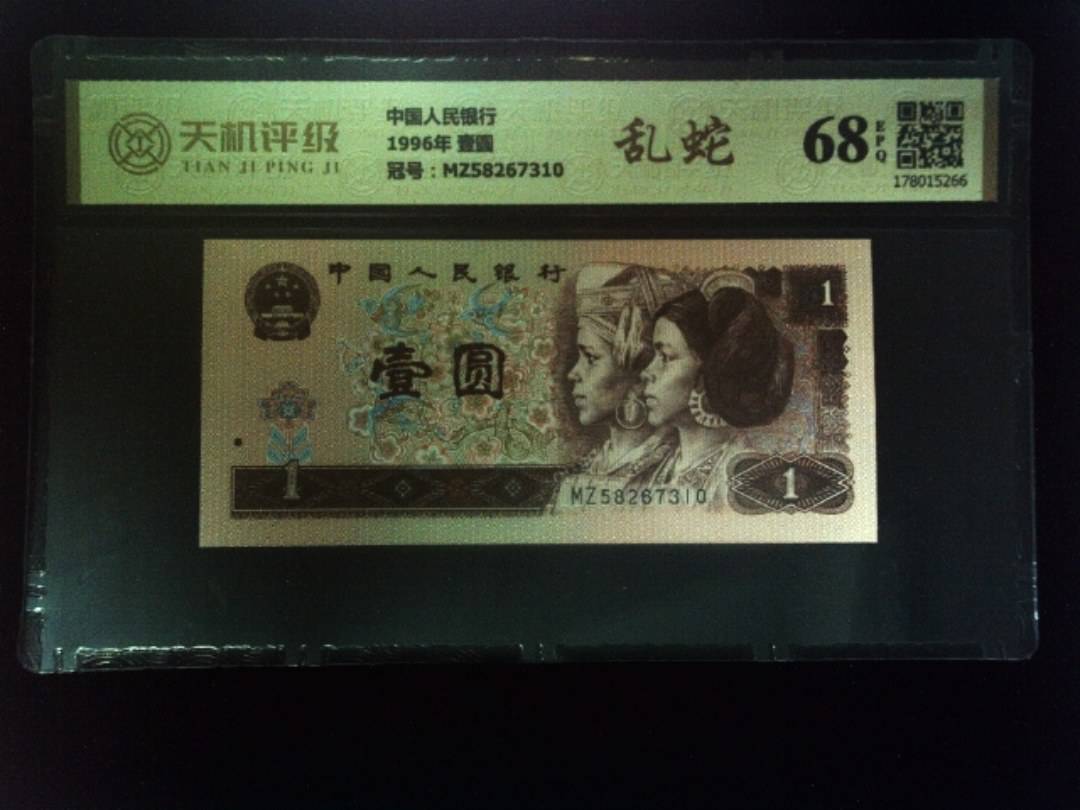 天机评级
TIAN JI PING JI
中国人民银行
1996年 壹圆
冠号：MZ58267310
乱蛇
68
EPQ
178015266
中国人民银行
1
壹圆
1
MZ58267310
1